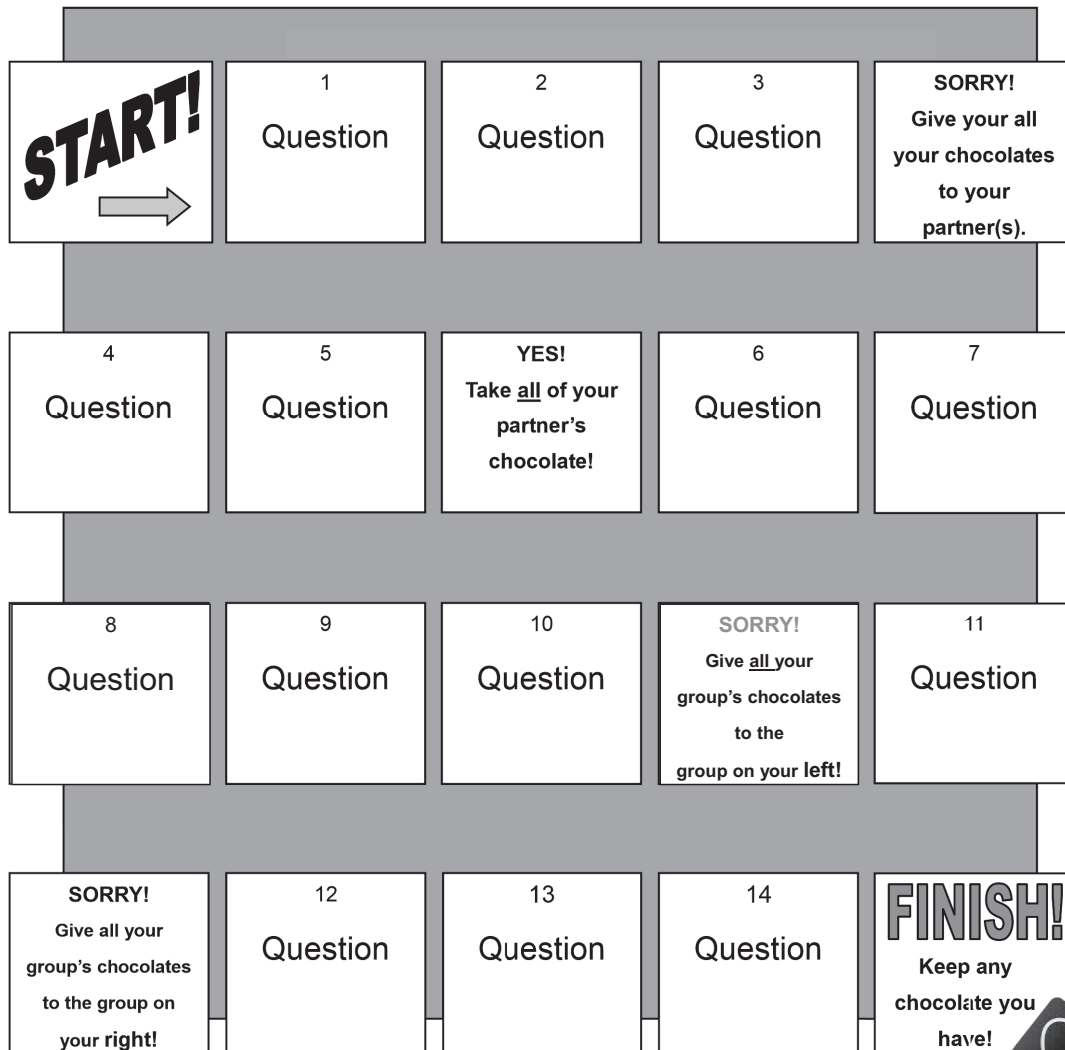 START!
1
Question
2
Question
3
Question
SORRY!
Give your all
your chocolates
to your
partner(s).
4
Question
5
Question
YES!
Take all of your
partner's
chocolate!
6
Question
7
Question
8
Question
9
Question
10
Question
SORRY!
Give all your
group's chocolates
to the
group on your left!
11
Question
SORRY!
Give all your
group's chocolates
to the group on
your right!
12
Question
13
Question
14
Question
FINISH!
Keep any
chocolate you
have!